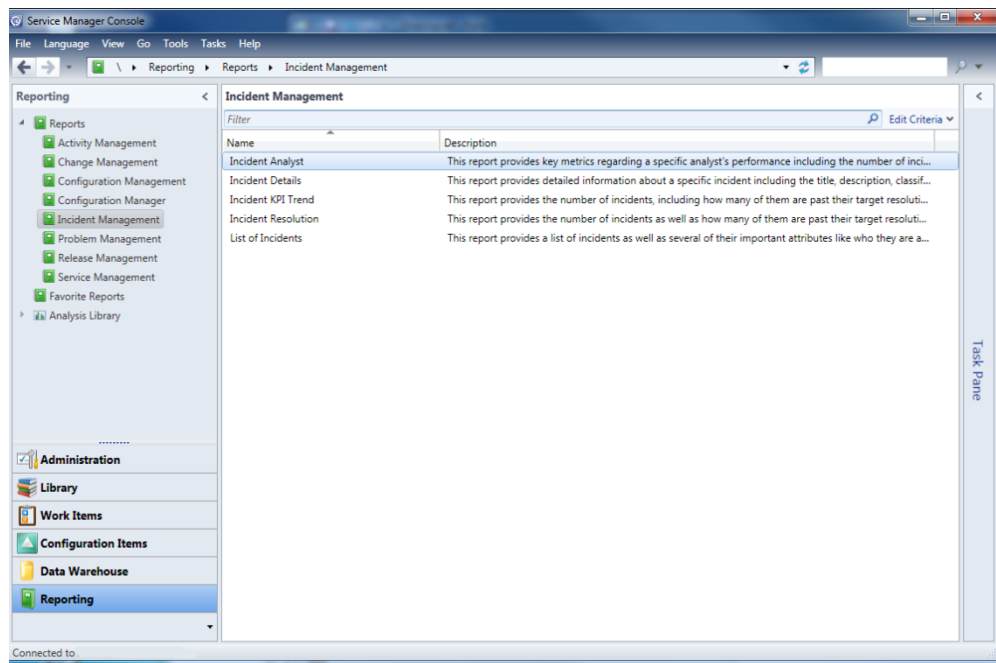 Service Manager Console
File Language View Go Tools Tasks Help
\ Reporting Reports Incident Management
Reporting
Reports
Activity Management
Change Management
Configuration Management
Configuration Manager
Incident Management
Problem Management
Release Management
Service Management
Favorite Reports
Analysis Library
Administration
Library
Work Items
Configuration Items
Data Warehouse
Reporting
Incident Management
Filter Edit Criteria
Name Description
Incident Analyst This report provides key metrics regarding a specific analyst's performance including the number of inci...
Incident Details This report provides detailed information about a specific incident including the title, description, classif...
Incident KPI Trend This report provides the number of incidents, including how many of them are past their target resoluti...
Incident Resolution This report provides the number of incidents as well as how many of them are past their target resoluti...
List of Incidents This report provides a list of incidents as well as several of their important attributes like who they are a...
Task Pane
Connected to